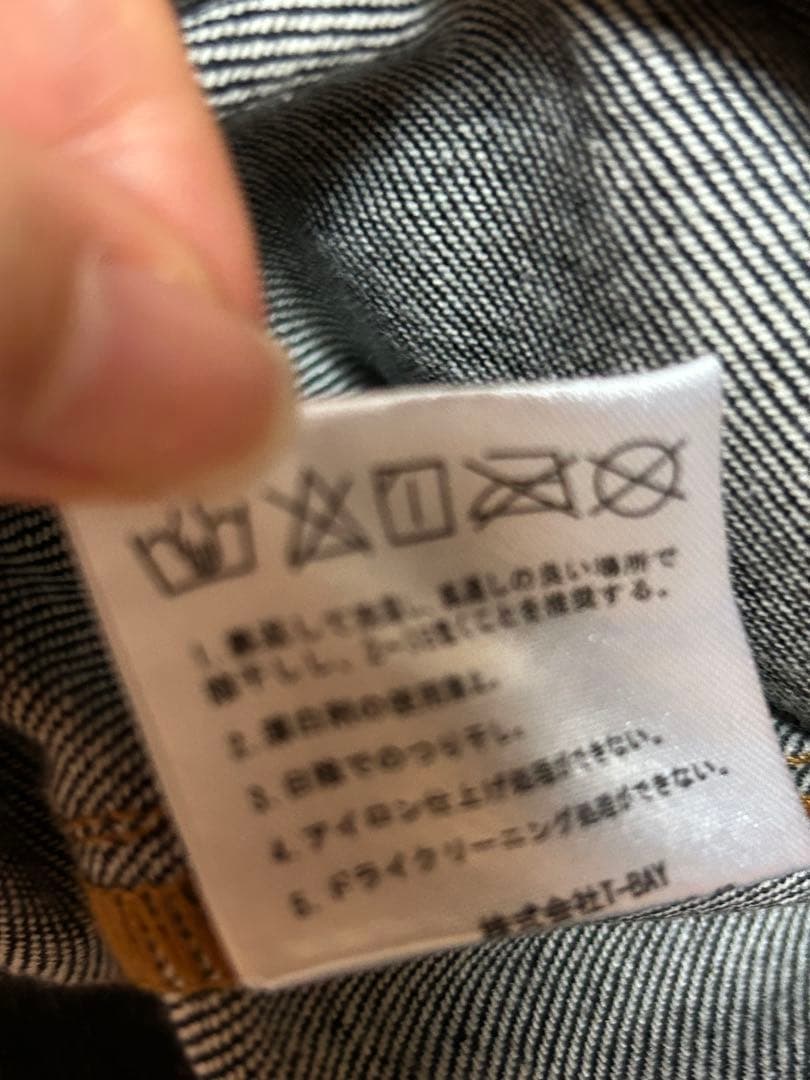 風通しの良い場所で
くことを推奨する。
2. 漂白剤の使用禁止。
3. 日陰でのつり干し。
4. アイロン仕上げ処理ができない。
5. ドライクリーニング処理ができない。
株式会社T-BAY